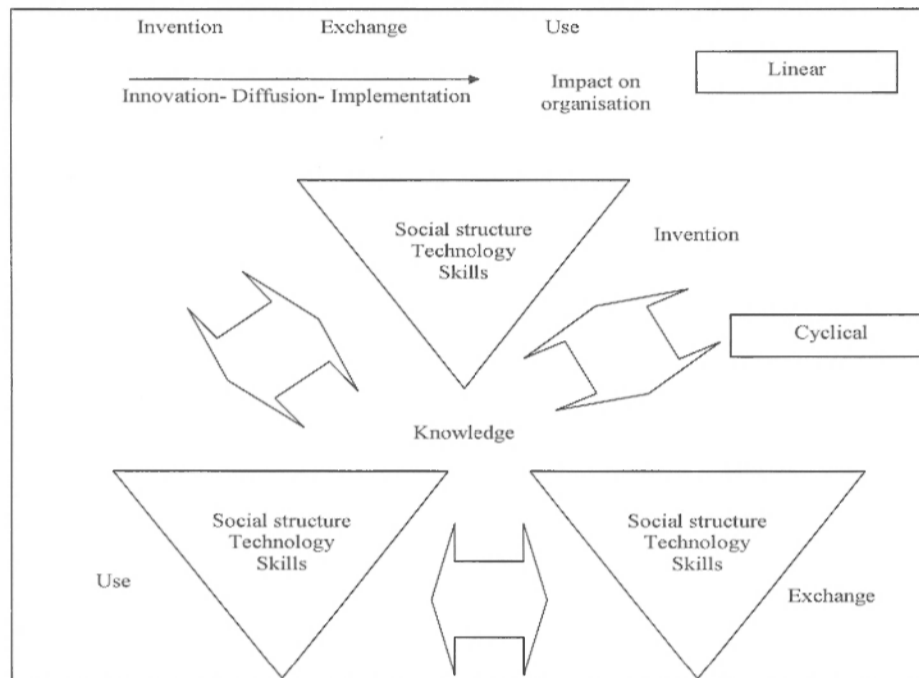 Invention Exchange Use
Linear
Innovation- Diffusion- Implementation
Impact on
organisation
Social structure
Technology
Skills
Invention
Cyclical
Knowledge
Social structure
Technology
Skills
Use
Social structure
Technology
Skills
Exchange